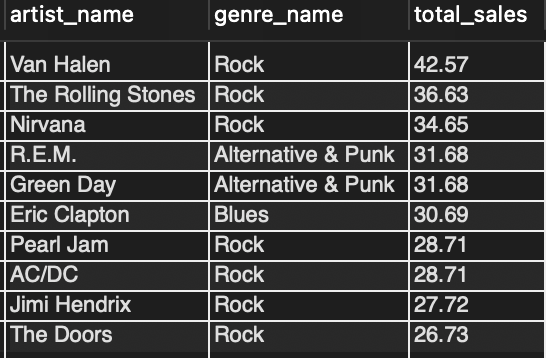 artist_name genre_name total_sales
Van Halen Rock 42.57
The Rolling Stones Rock 36.63
Nirvana Rock 34.65
R.E.M. Alternative & Punk 31.68
Green Day Alternative & Punk 31.68
Eric Clapton Blues 30.69
Pearl Jam Rock 28.71
AC/DC Rock 28.71
Jimi Hendrix Rock 27.72
The Doors Rock 26.73